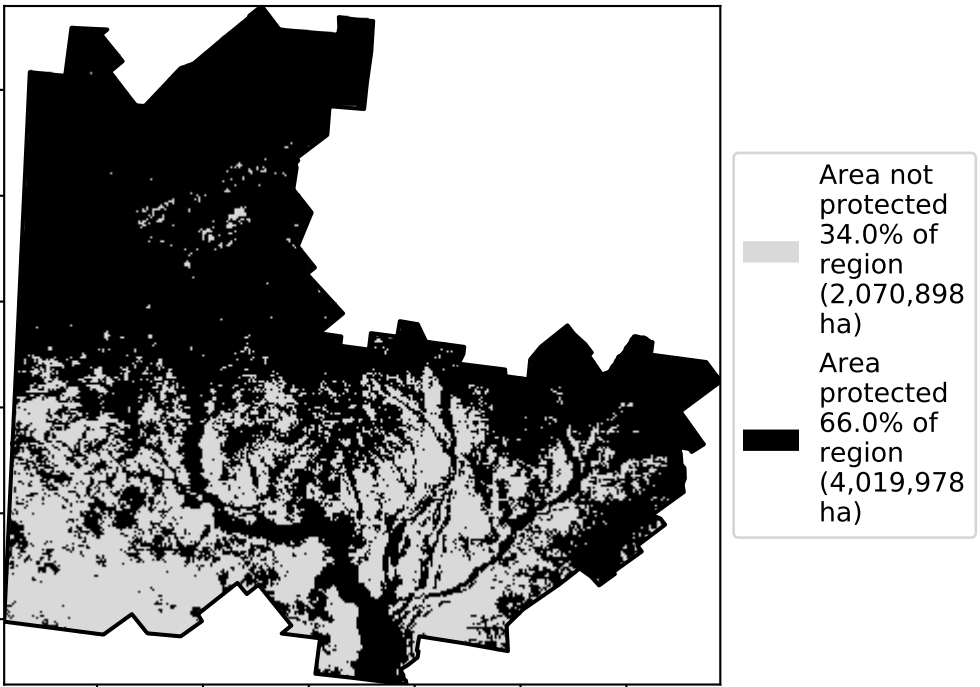 Area not
protected
34.0% of
region
(2,070,898
ha)
Area
protected
66.0% of
region
(4,019,978
ha)